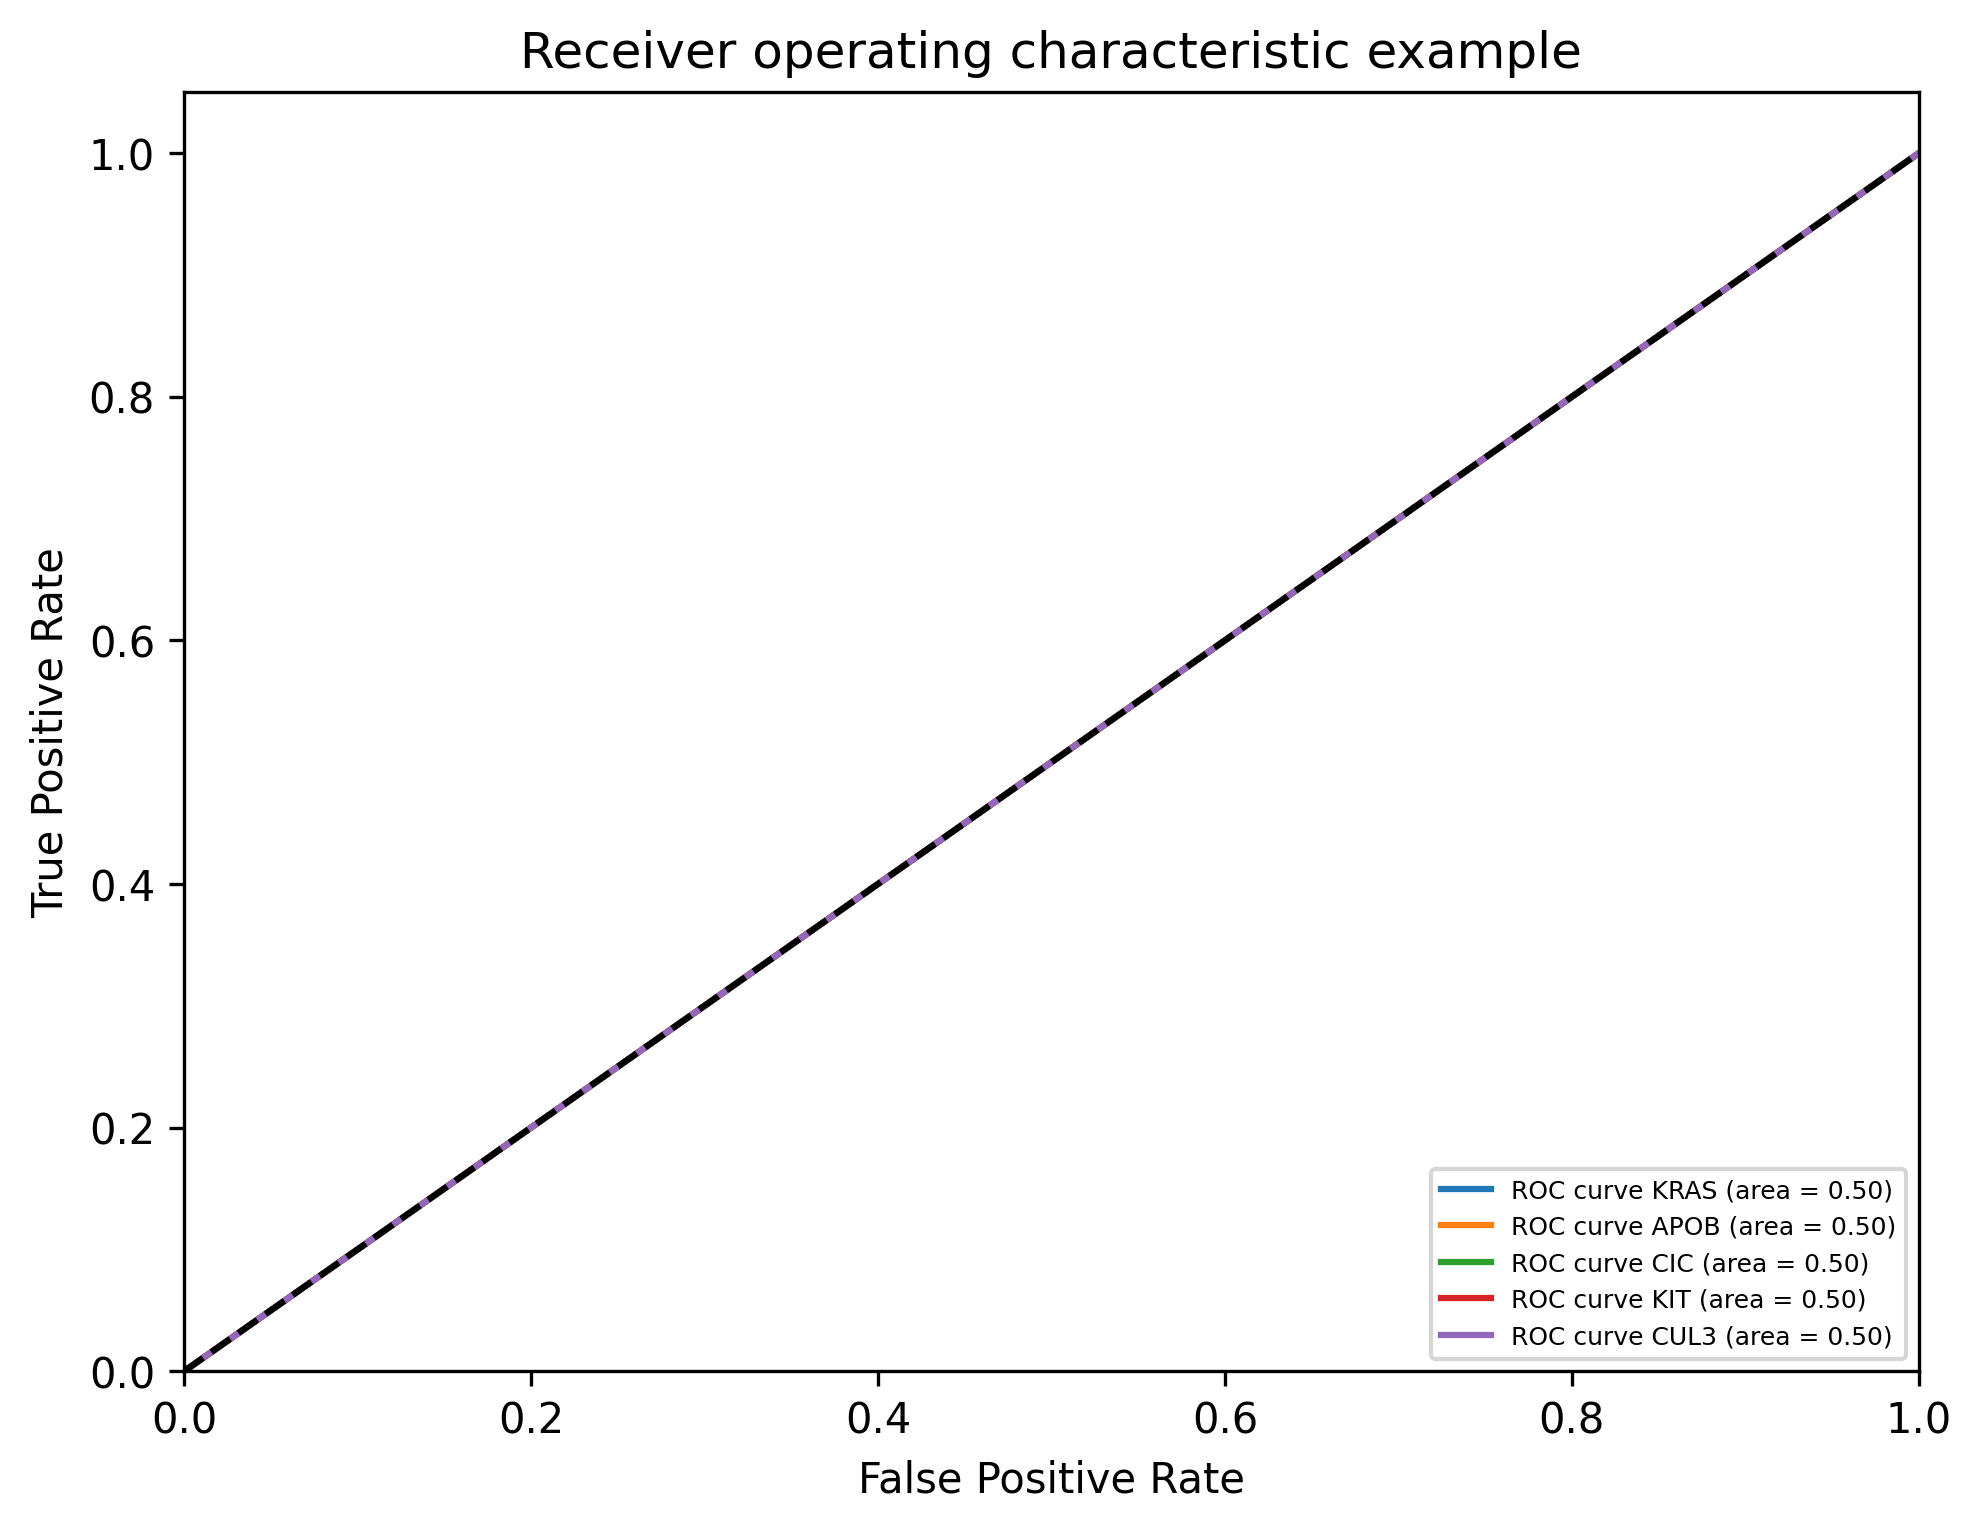 Receiver operating characteristic example
1.0
0.8
0.6
0.4
0.2
0.0
True Positive Rate
0.0 0.2 0.4 0.6 0.8 1.0
False Positive Rate
ROC curve KRAS (area = 0.50)
ROC curve APOB (area = 0.50)
ROC curve CIC (area = 0.50)
ROC curve KIT (area = 0.50)
ROC curve CUL3 (area = 0.50)